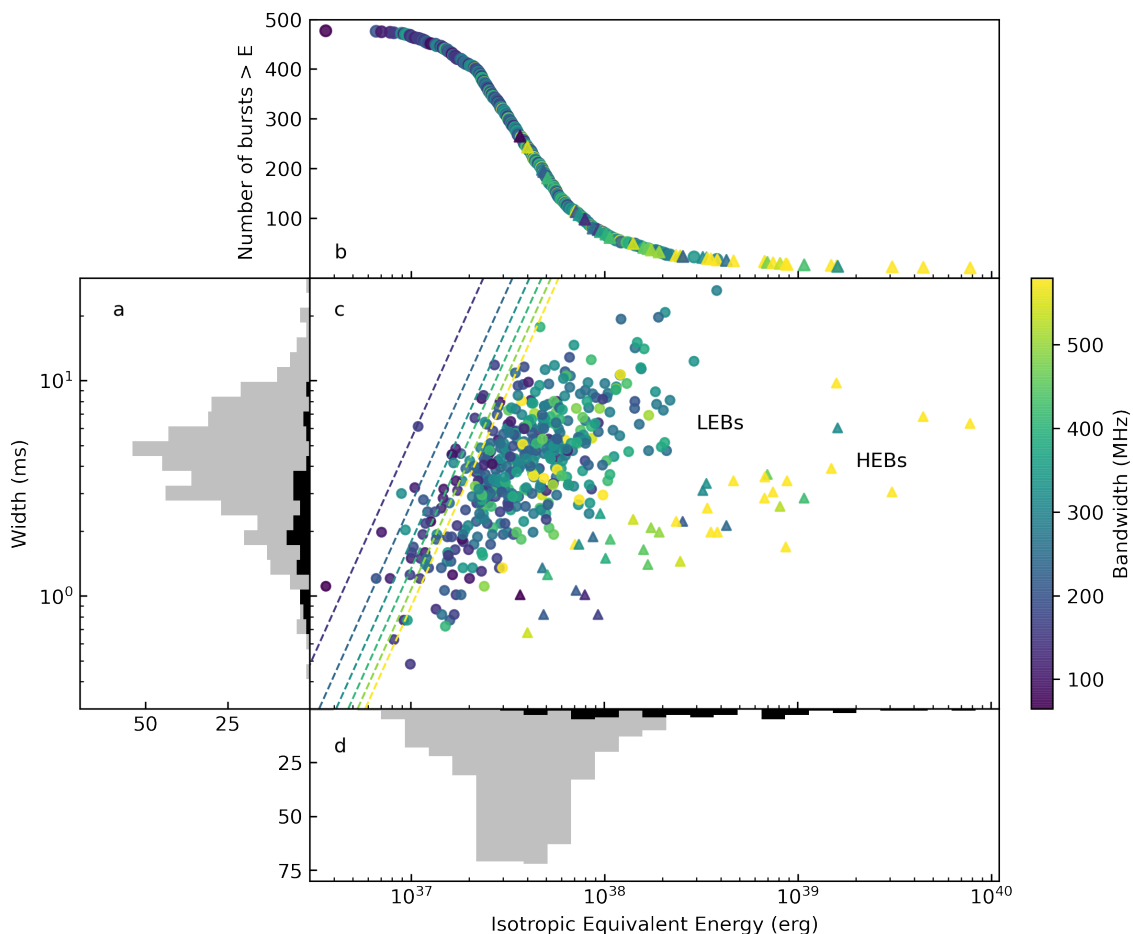 500
400
300
200
100
Number of bursts > E
b
a
c
10¹
10⁰
Width (ms)
LEBs
HEBs
500
400
300
200
100
Bandwidth (MHz)
50
25
d
25
50
75
10³⁷
10³⁸
10³⁹
10⁴⁰
Isotropic Equivalent Energy (erg)